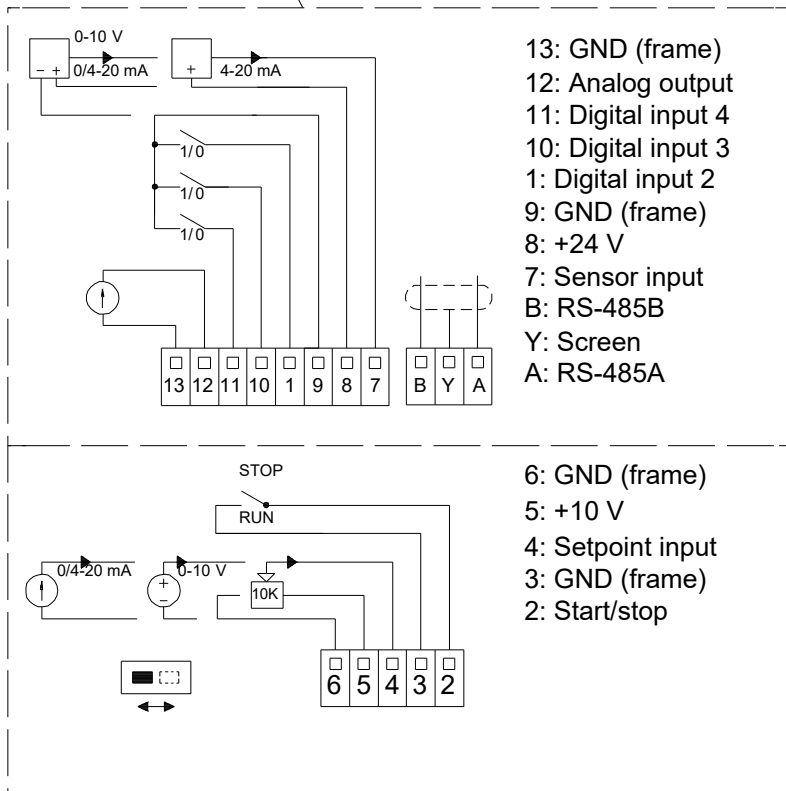 0-10 V
0/4-20 mA
- +
+
4-20 mA
1/0
1/0
1/0
13 12 11 10 1 9 8 7
B Y A
13: GND (frame)
12: Analog output
11: Digital input 4
10: Digital input 3
1: Digital input 2
9: GND (frame)
8: +24 V
7: Sensor input
B: RS-485B
Y: Screen
A: RS-485A
STOP
RUN
0/4-20 mA
0-10 V
+
-
10K
6 5 4 3 2
6: GND (frame)
5: +10 V
4: Setpoint input
3: GND (frame)
2: Start/stop